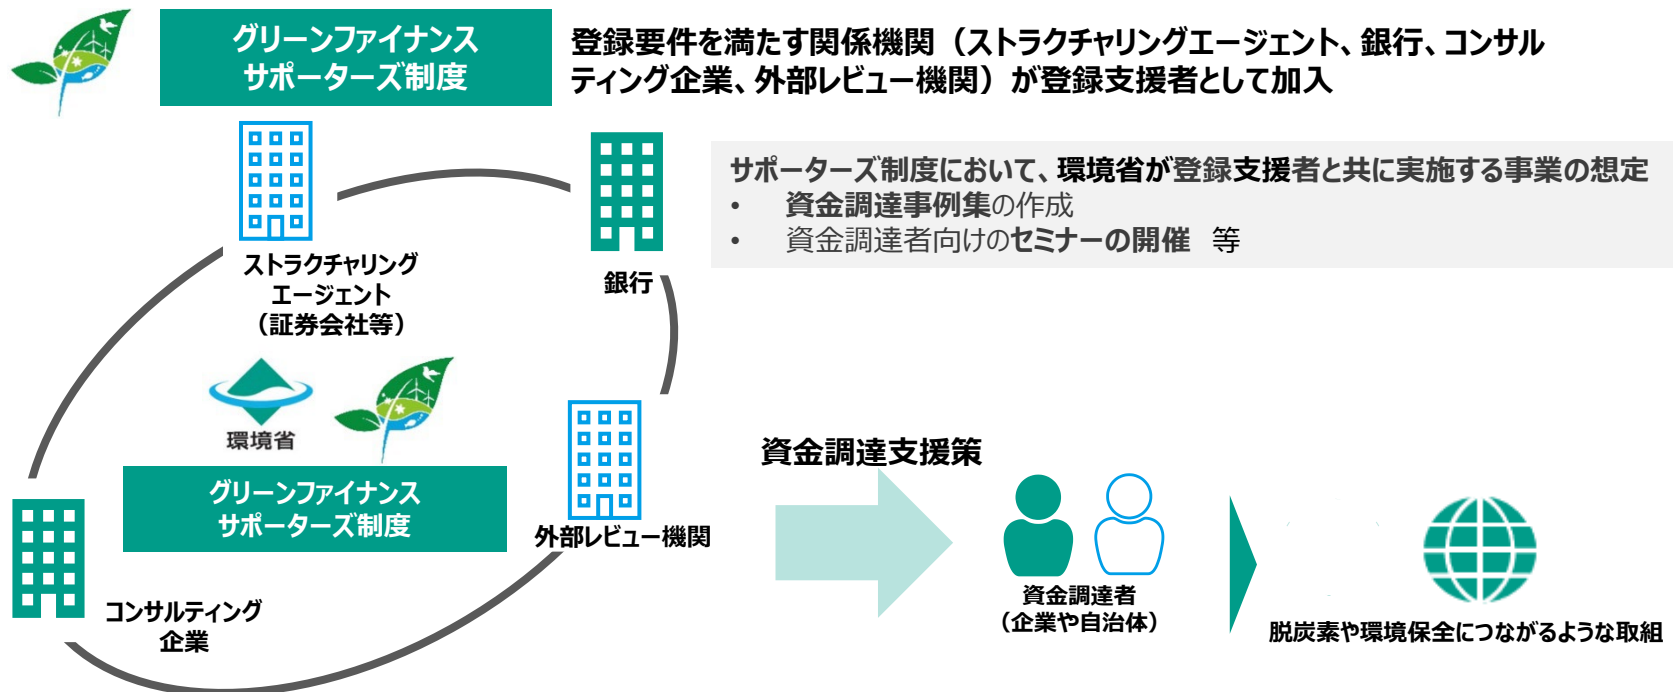 グリーンファイナンス
サポーターズ制度
登録要件を満たす関係機関（ストラクチャリングエージェント、銀行、コンサル
ティング企業、外部レビュー機関）が登録支援者として加入
サポーターズ制度において、環境省が登録支援者と共に実施する事業の想定
• 資金調達事例集の作成
• 資金調達者向けのセミナーの開催 等
ストラクチャリング
エージェント
（証券会社等）
銀行
環境省
グリーンファイナンス
サポーターズ制度
外部レビュー機関
コンサルティング
企業
資金調達支援策
資金調達者
（企業や自治体）
脱炭素や環境保全につながるような取組